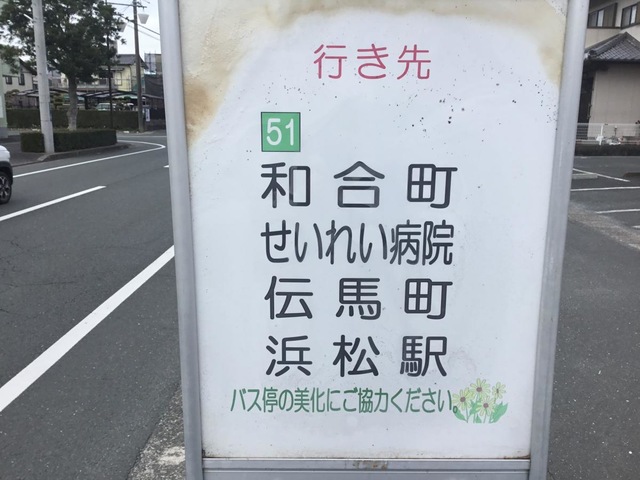 行き先
51
和合町
せいれい病院
伝馬町
浜松駅
バス停の美化にご協力ください。